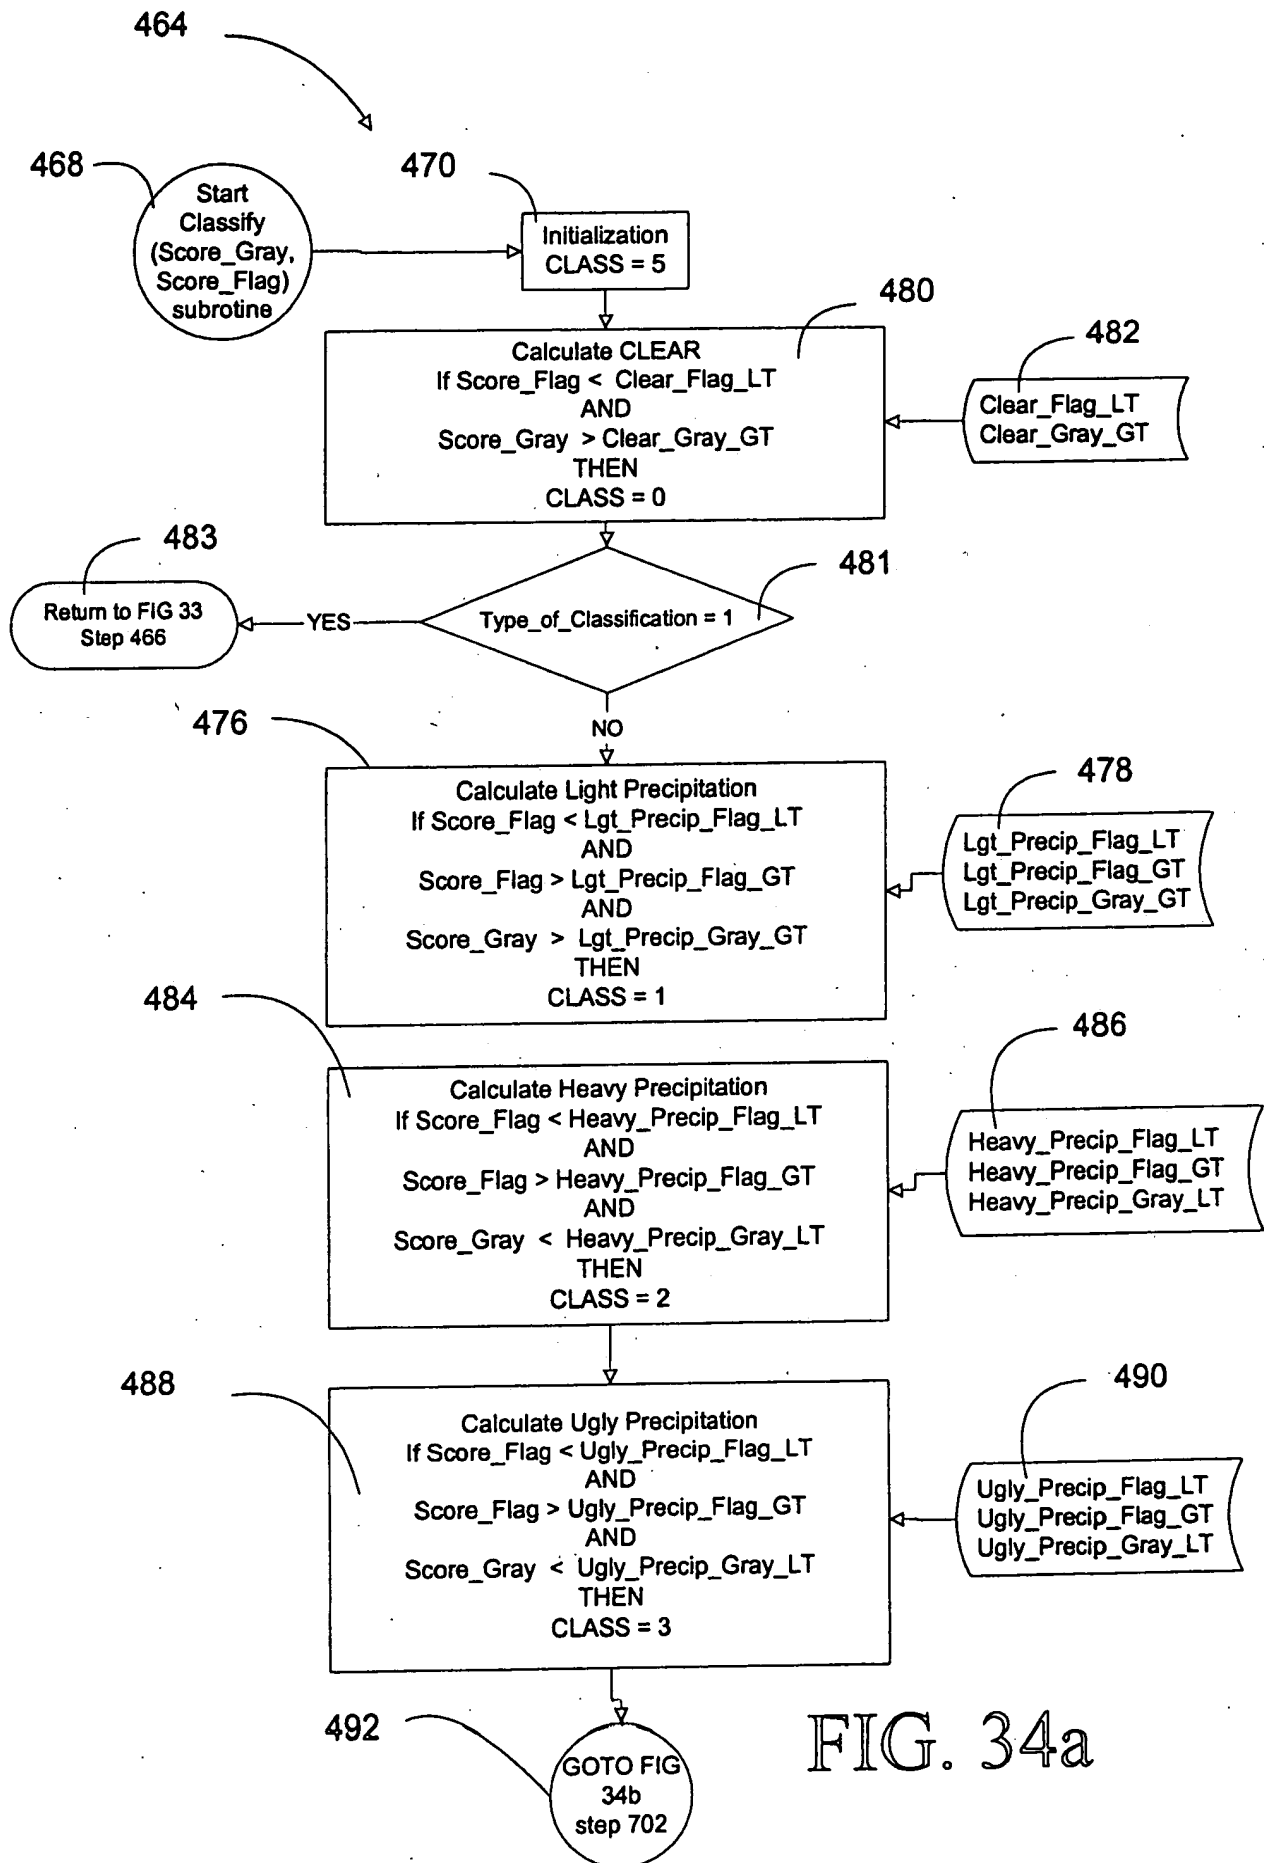 464
468
470
Start
Classify
(Score_Gray,
Score_Flag)
subrotine
Initialization
CLASS = 5
480
482
Calculate CLEAR
If Score_Flag < Clear_Flag_LT
AND
Score_Gray > Clear_Gray_GT
THEN
CLASS = 0
Clear_Flag_LT
Clear_Gray_GT
483
481
Return to FIG 33
Step 466
YES
Type_of_Classification = 1
NO
476
478
Calculate Light Precipitation
If Score_Flag < Lgt_Precip_Flag_LT
AND
Score_Flag > Lgt_Precip_Flag_GT
AND
Score_Gray > Lgt_Precip_Gray_GT
THEN
CLASS = 1
Lgt_Precip_Flag_LT
Lgt_Precip_Flag_GT
Lgt_Precip_Gray_GT
484
486
Calculate Heavy Precipitation
If Score_Flag < Heavy_Precip_Flag_LT
AND
Score_Flag > Heavy_Precip_Flag_GT
AND
Score_Gray < Heavy_Precip_Gray_LT
THEN
CLASS = 2
Heavy_Precip_Flag_LT
Heavy_Precip_Flag_GT
Heavy_Precip_Gray_LT
488
490
Calculate Ugly Precipitation
If Score_Flag < Ugly_Precip_Flag_LT
AND
Score_Flag > Ugly_Precip_Flag_GT
AND
Score_Gray < Ugly_Precip_Gray_LT
THEN
CLASS = 3
Ugly_Precip_Flag_LT
Ugly_Precip_Flag_GT
Ugly_Precip_Gray_LT
492
GOTO FIG
34b
step 702
FIG. 34a